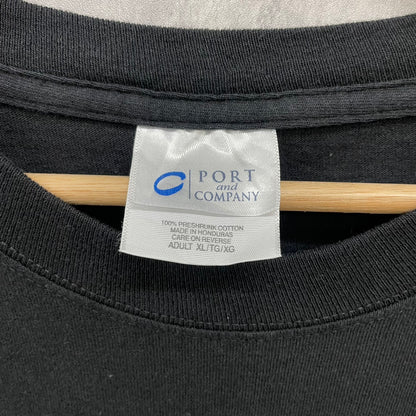 PORT
and
COMPANY
100% PRESHRUNK COTTON
MADE IN HONDURAS
CARE ON REVERSE
ADULT XL/TG/XG